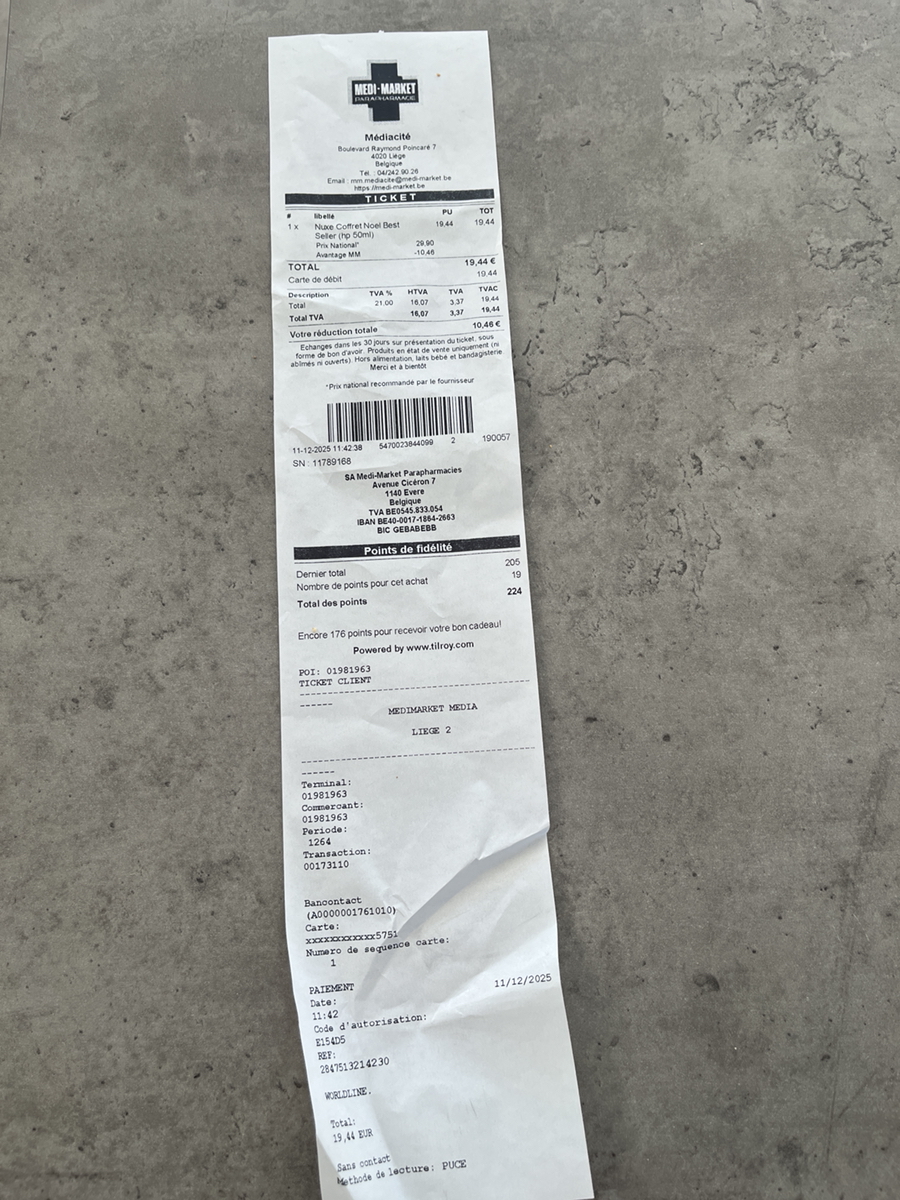 MEDI-MARKET
PARAPHARMACIE
Médiacité
Boulevard Raymond Poincaré 7
4020 Liège
Belgique
Tél. : 04/242.90.26
Email : mm.mediacite@medi-market.be
https://medi-market.be
TICKET
# libellé PU TOT
1 x Nuxe Coffret Noel Best 19,44 19,44
Seller (hp 50ml)
Prix National* 29,90
Avantage MM -10,46
TOTAL 19,44 €
Carte de débit 19,44
Description TVA % HTVA TVA TVAC
Total 21,00 16,07 3,37 19,44
Total TVA 16,07 3,37 19,44
Votre réduction totale 10,46 €
Echanges dans les 30 jours sur présentation du ticket, sous
forme de bon d'avoir. Produits en état de vente uniquement (ni
abîmés ni ouverts). Hors alimentation, laits bébé et bandagisterie
Merci et à bientôt
*Prix national recommandé par le fournisseur
11-12-2025 11:42:38 5470023844099 2 190057
SN : 11789168
SA Medi-Market Parapharmacies
Avenue Cicéron 7
1140 Evere
Belgique
TVA BE0545.833.054
IBAN BE40-0017-1864-2663
BIC GEBABEBB
Points de fidélité
Dernier total 205
Nombre de points pour cet achat 19
Total des points 224
Encore 176 points pour recevoir votre bon cadeau!
Powered by www.tilroy.com
POI: 01981963
TICKET CLIENT
--------------------------------------
------
MEDIMARKET MEDIA
LIEGE 2
--------------------------------------
------
Terminal:
01981963
Commercant:
01981963
Periode:
1264
Transaction:
00173110
Bancontact
(A0000001761010)
Carte:
xxxxxxxxxxxx5751
Numero de sequence carte:
1
PAIEMENT 11/12/2025
Date:
11:42
Code d'autorisation:
E154D5
REF:
2847513214230
WORLDLINE.
Total:
19,44 EUR
Sans contact
Methode de lecture: PUCE